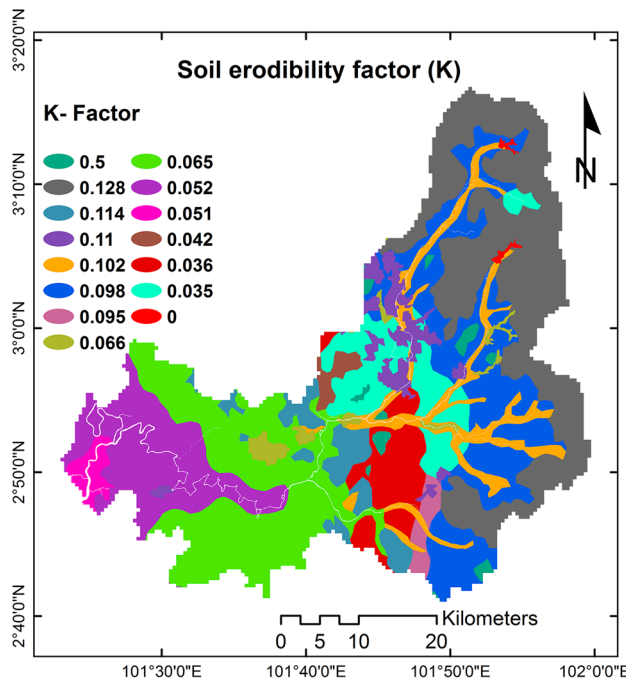 Soil erodibility factor (K)
K- Factor
0.5
0.128
0.114
0.11
0.102
0.098
0.095
0.066
0.065
0.052
0.051
0.042
0.036
0.035
0
N
3°20'0"N
3°10'0"N
3°0'0"N
2°50'0"N
2°40'0"N
Kilometers
0 5 10 20
101°30'0"E 101°40'0"E 101°50'0"E 102°0'0"E